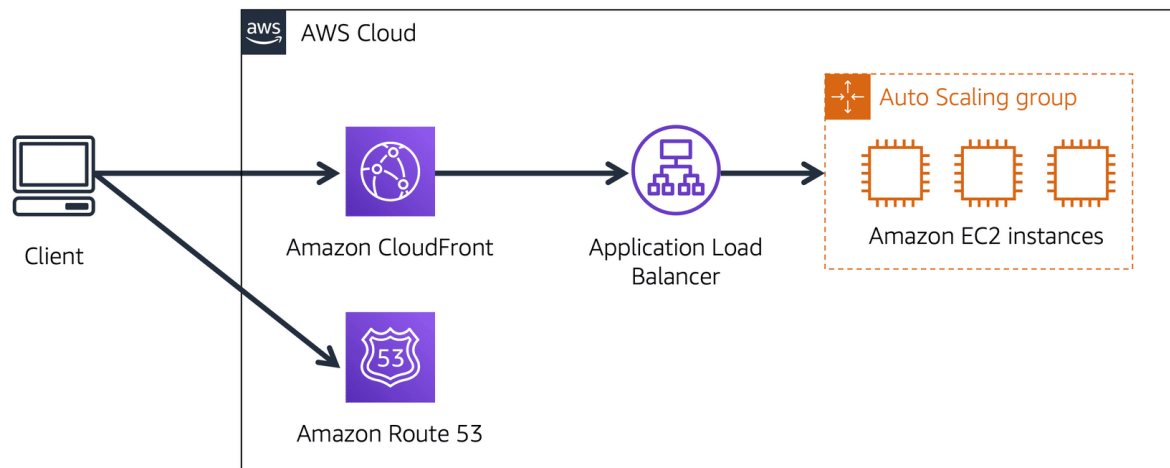 aws
AWS Cloud
Auto Scaling group
Client
Amazon CloudFront
Application Load
Balancer
Amazon EC2 instances
53
Amazon Route 53